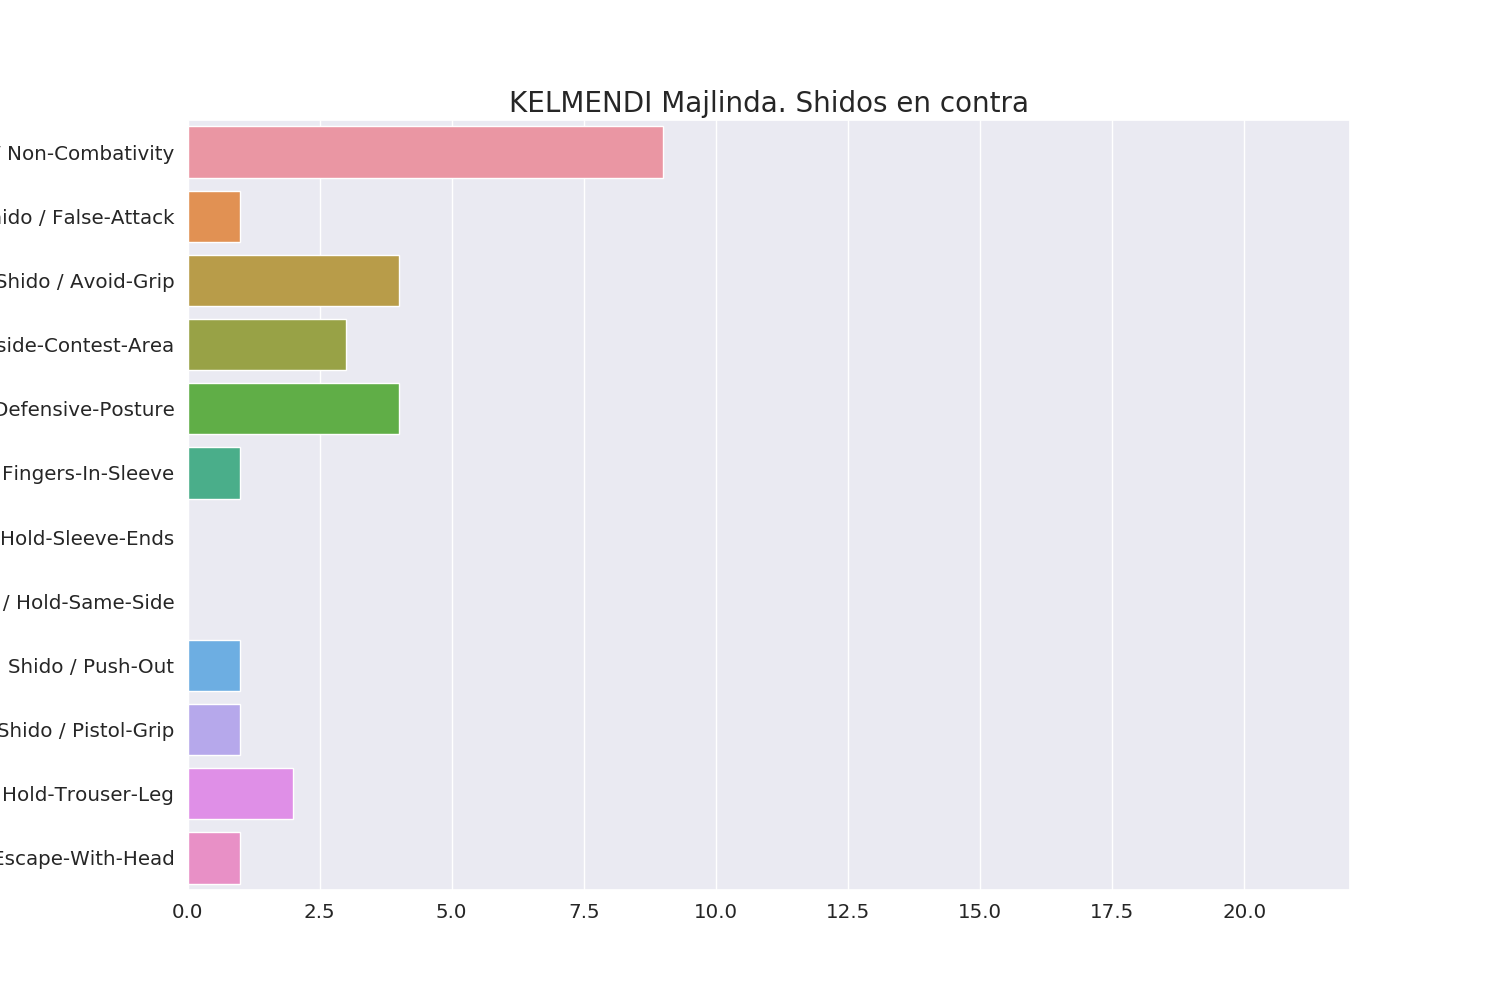 KELMENDI Majlinda. Shidos en contra
/ Non-Combativity
ido / False-Attack
Shido / Avoid-Grip
side-Contest-Area
Defensive-Posture
Fingers-In-Sleeve
Hold-Sleeve-Ends
/ Hold-Same-Side
Shido / Push-Out
Shido / Pistol-Grip
Hold-Trouser-Leg
Escape-With-Head
0.0 2.5 5.0 7.5 10.0 12.5 15.0 17.5 20.0